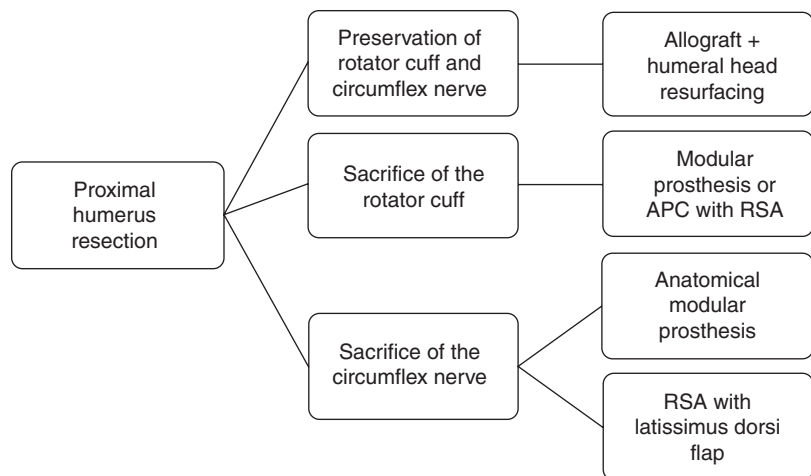 Proximal
humerus
resection
Preservation of
rotator cuff and
circumflex nerve
Allograft +
humeral head
resurfacing
Sacrifice of the
rotator cuff
Modular
prosthesis or
APC with RSA
Sacrifice of the
circumflex nerve
Anatomical
modular
prosthesis
RSA with
latissimus dorsi
flap